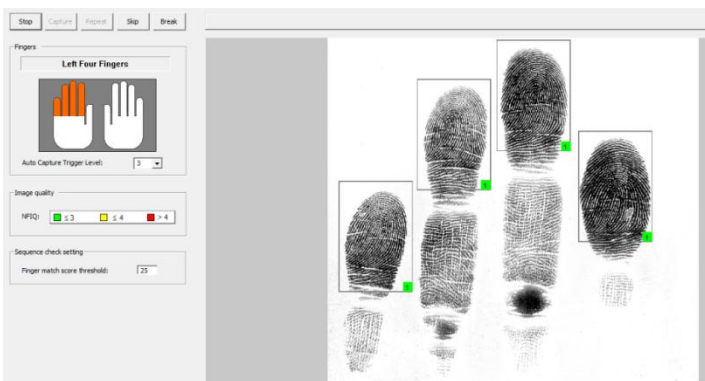 Stop Capture Repeat Skip Break
Fingers
Left Four Fingers
Auto Capture Trigger Level: 3
Image quality
NFIQ: ≤ 3 ≤ 4 > 4
Sequence check setting
Finger match score threshold: 25
1
1
1
1